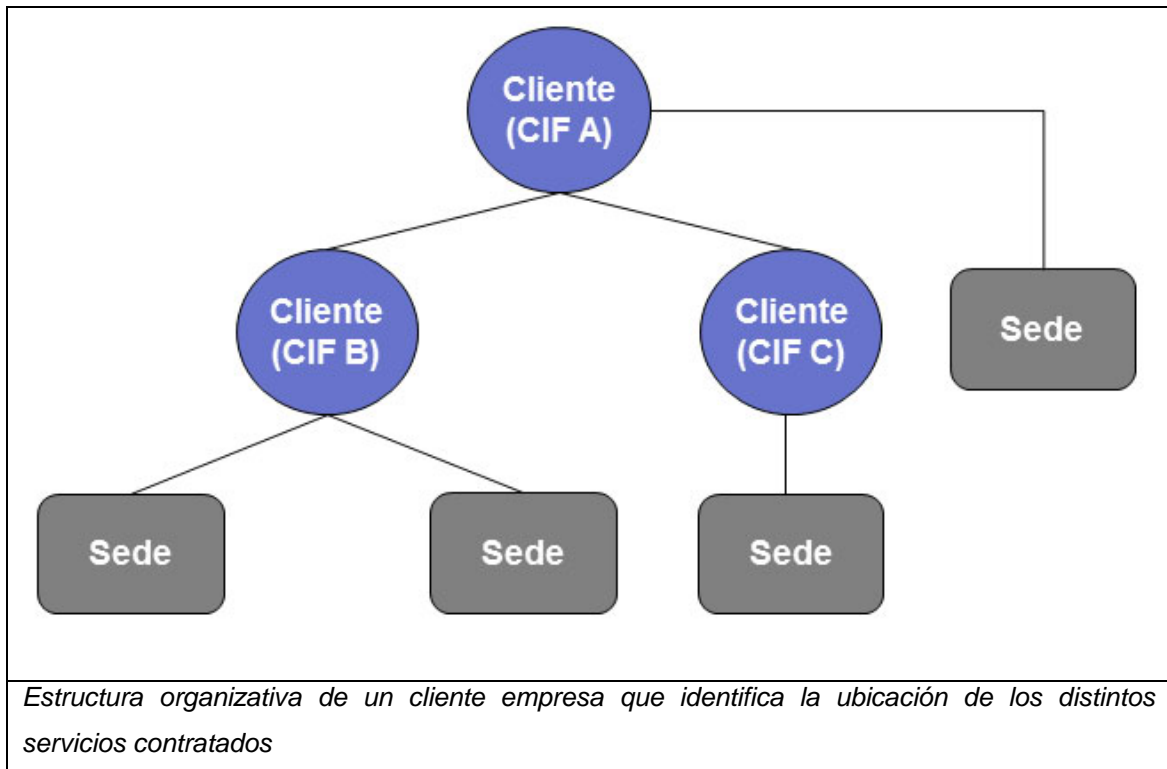 Cliente
(CIF A)
Cliente
(CIF B)
Cliente
(CIF C)
Sede
Sede
Sede
Sede
Estructura organizativa de un cliente empresa que identifica la ubicación de los distintos
servicios contratados